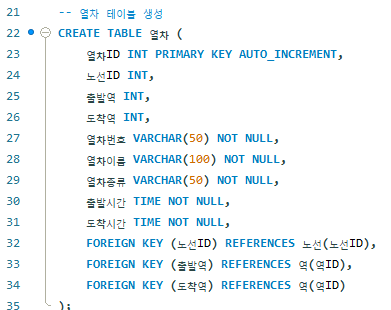 21 -- 열차 테이블 생성
22 CREATE TABLE 열차 (
23 열차ID INT PRIMARY KEY AUTO_INCREMENT,
24 노선ID INT,
25 출발역 INT,
26 도착역 INT,
27 열차번호 VARCHAR(50) NOT NULL,
28 열차이름 VARCHAR(100) NOT NULL,
29 열차종류 VARCHAR(50) NOT NULL,
30 출발시간 TIME NOT NULL,
31 도착시간 TIME NOT NULL,
32 FOREIGN KEY (노선ID) REFERENCES 노선(노선ID),
33 FOREIGN KEY (출발역) REFERENCES 역(역ID),
34 FOREIGN KEY (도착역) REFERENCES 역(역ID)
35 );